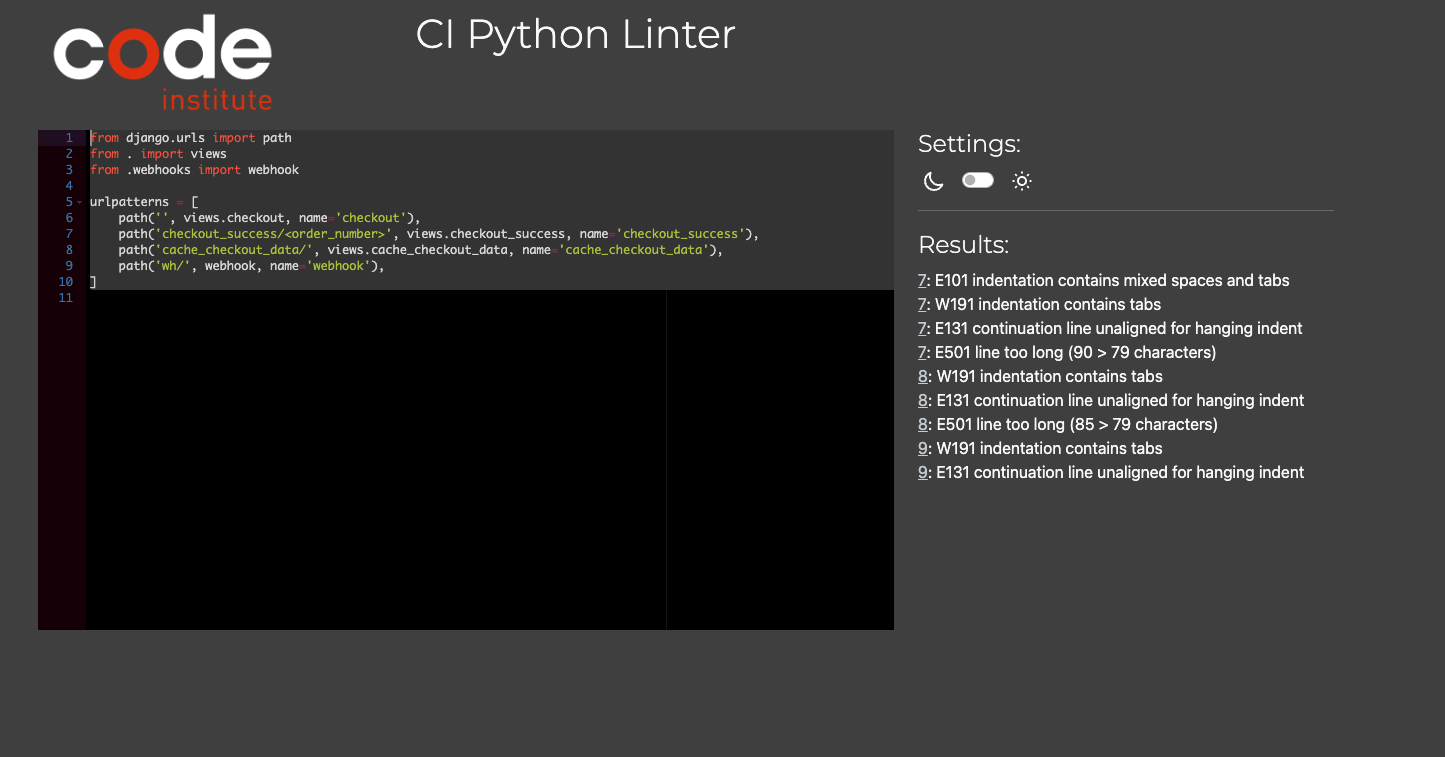 code
institute
CI Python Linter
1 from django.urls import path
2 from . import views
3 from .webhooks import webhook
4
5 urlpatterns = [
6     path('', views.checkout, name='checkout'),
7     path('checkout_success/<order_number>', views.checkout_success, name='checkout_success'),
8     path('cache_checkout_data/', views.cache_checkout_data, name='cache_checkout_data'),
9     path('wh/', webhook, name='webhook'),
10 ]
11
Settings:
Results:
7: E101 indentation contains mixed spaces and tabs
7: W191 indentation contains tabs
7: E131 continuation line unaligned for hanging indent
7: E501 line too long (90 > 79 characters)
8: W191 indentation contains tabs
8: E131 continuation line unaligned for hanging indent
8: E501 line too long (85 > 79 characters)
9: W191 indentation contains tabs
9: E131 continuation line unaligned for hanging indent